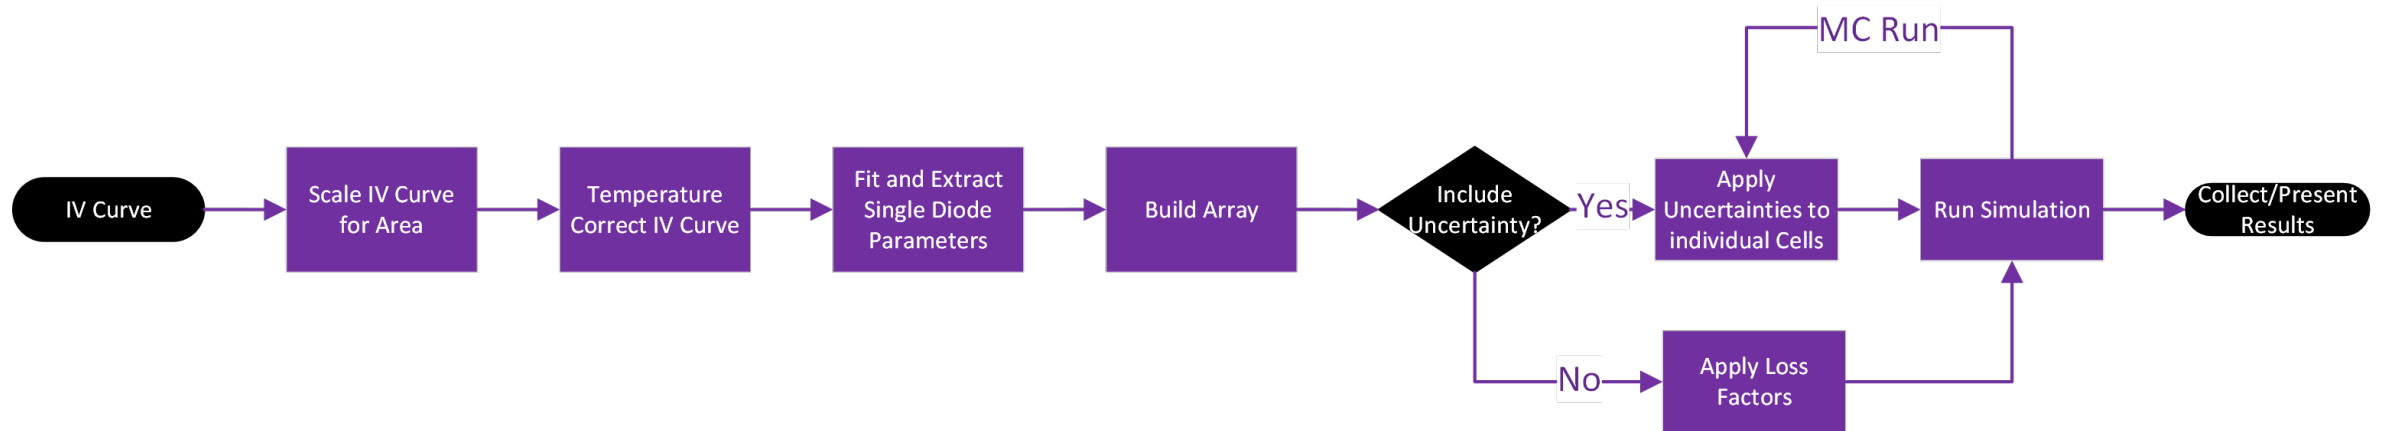 IV Curve
Scale IV Curve
for Area
Temperature
Correct IV Curve
Fit and Extract
Single Diode
Parameters
Build Array
Include
Uncertainty?
Yes
No
MC Run
Apply
Uncertainties to
individual Cells
Apply Loss
Factors
Run Simulation
Collect/Present
Results